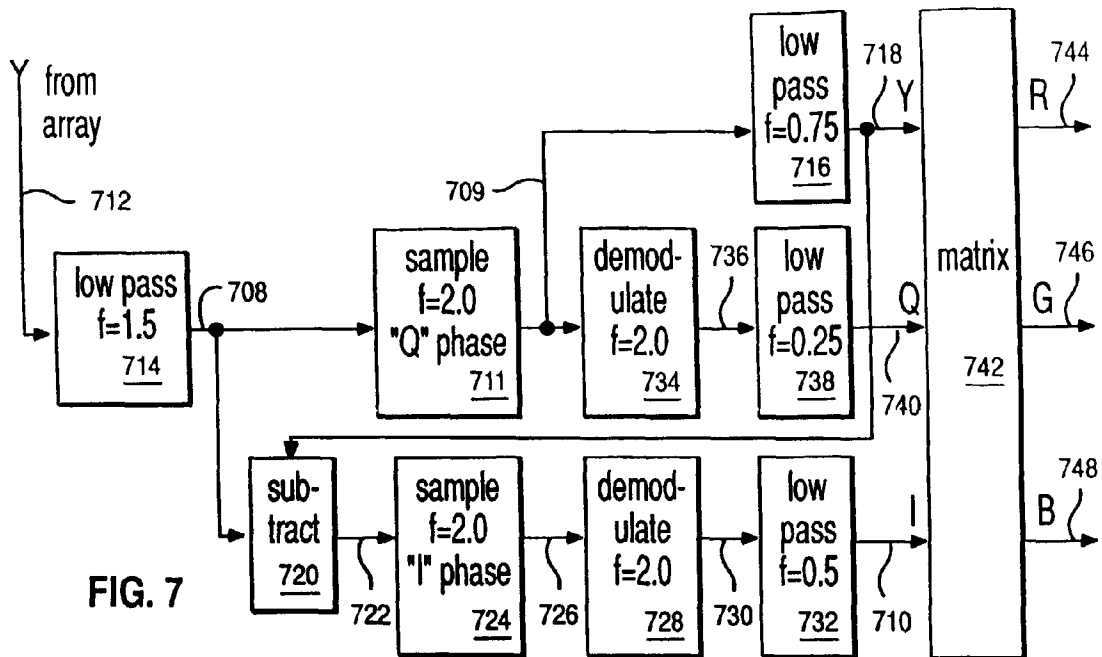 Y from
array
712
low pass
f=1.5
714
708
sample
f=2.0
"Q" phase
711
709
demod-
ulate
f=2.0
734
736
low
pass
f=0.75
716
718
Y
low
pass
f=0.25
738
Q
740
sub-
tract
720
722
sample
f=2.0
"I" phase
724
726
demod-
ulate
f=2.0
728
730
low
pass
f=0.5
732
I
710
matrix
742
R
744
G
746
B
748
FIG. 7